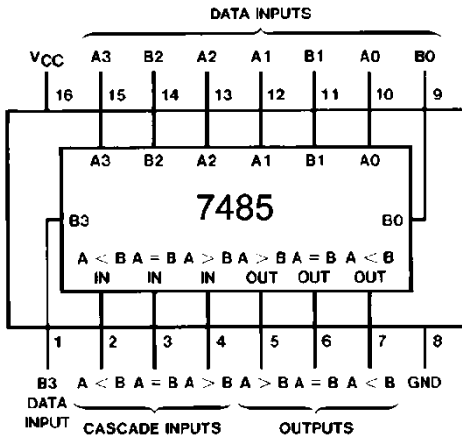 DATA INPUTS
VCC A3 B2 A2 A1 B1 A0 B0
16 15 14 13 12 11 10 9
A3 B2 A2 A1 B1 A0
7485
B3 B0
A < B A = B A > B A > B A = B A < B
IN IN IN OUT OUT OUT
1 2 3 4 5 6 7 8
B3 A < B A = B A > B A > B A = B A < B GND
DATA
INPUT CASCADE INPUTS OUTPUTS